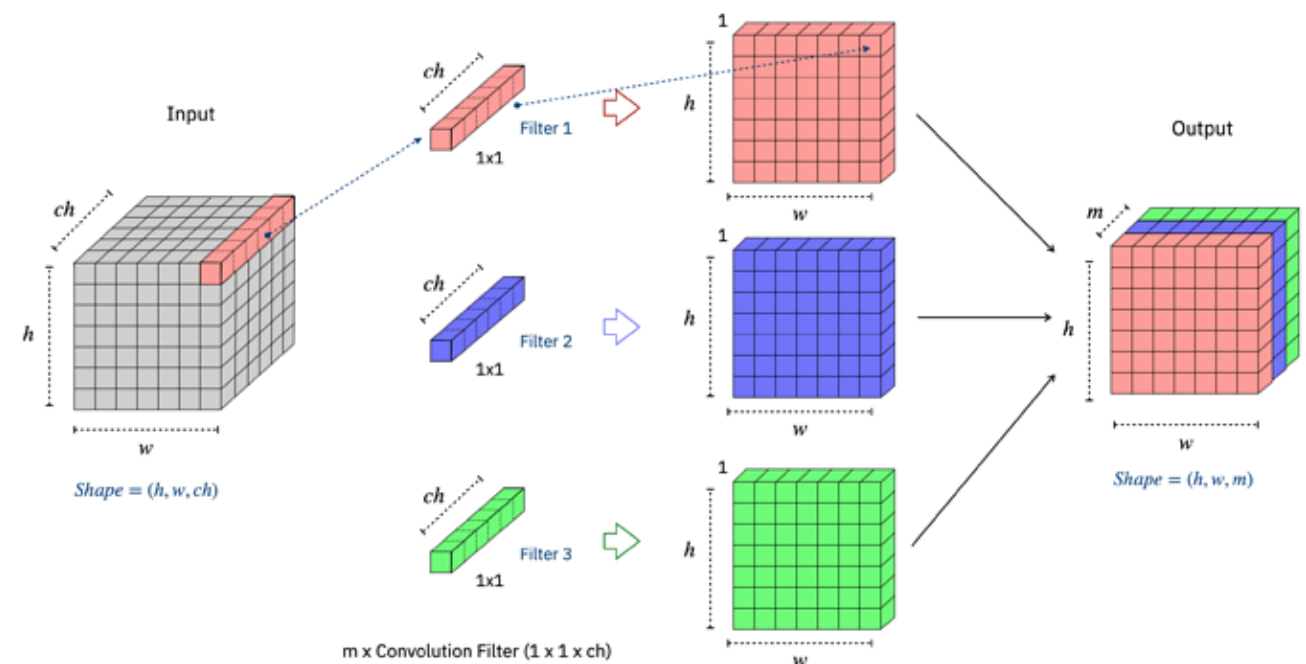 Input
ch
h
w
Shape = (h, w, ch)
ch
Filter 1
1x1
ch
Filter 2
1x1
ch
Filter 3
1x1
m x Convolution Filter (1 x 1 x ch)
1
h
w
1
h
w
1
h
w
Output
m
h
w
Shape = (h, w, m)